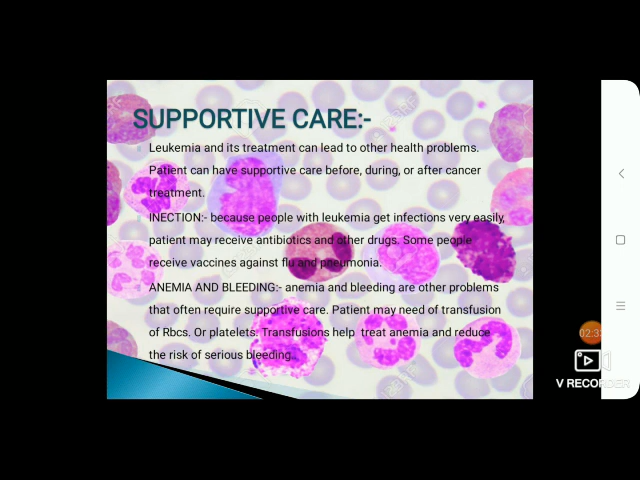 SUPPORTIVE CARE:-
Leukemia and its treatment can lead to other health problems.
Patient can have supportive care before, during, or after cancer
treatment.
INECTION:- because people with leukemia get infections very easily,
patient may receive antibiotics and other drugs. Some people
receive vaccines against flu and pneumonia.
ANEMIA AND BLEEDING:- anemia and bleeding are other problems
that often require supportive care. Patient may need of transfusion
of Rbcs. Or platelets. Transfusions help treat anemia and reduce
the risk of serious bleeding..
V RECORDER